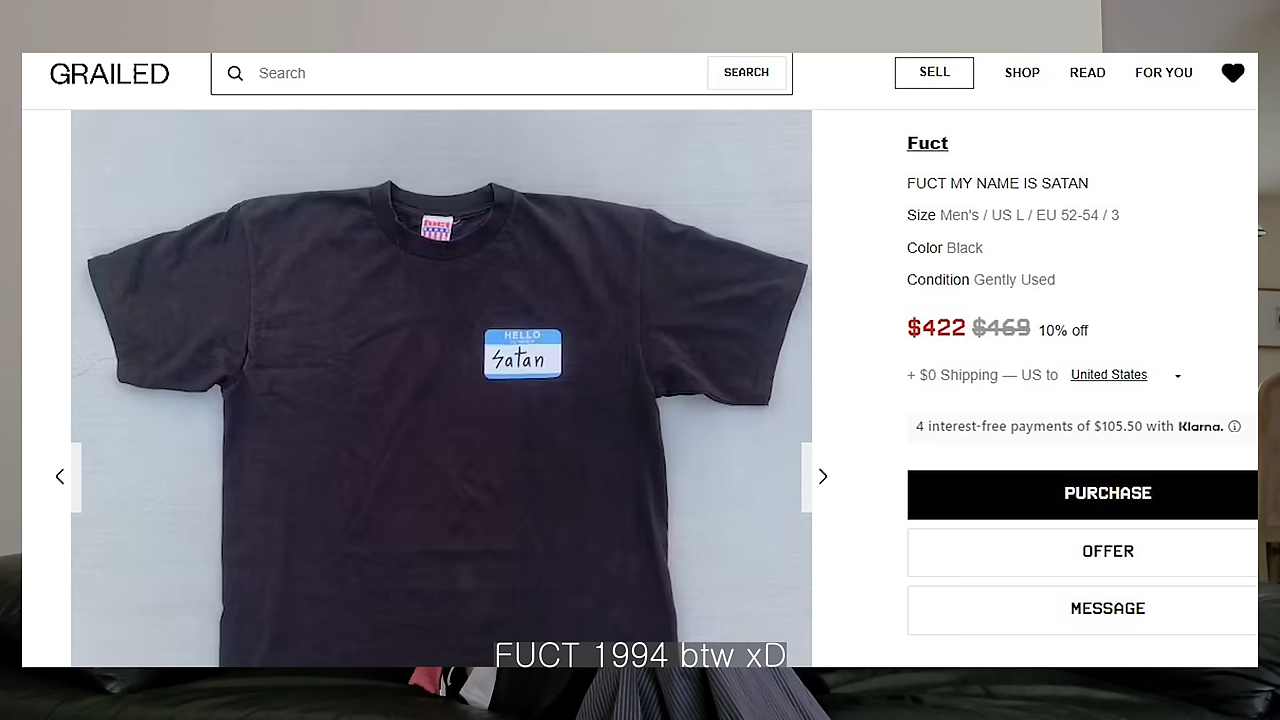 GRAILED
Search
SEARCH
SELL
SHOP
READ
FOR YOU
Fuct
FUCT MY NAME IS SATAN
Size Men's / US L / EU 52-54 / 3
Color Black
Condition Gently Used
$422 $469 10% off
+ $0 Shipping — US to United States
4 interest-free payments of $105.50 with Klarna.
PURCHASE
OFFER
MESSAGE
fuct
HELLO
Satan
FUCT 1994 btw xD